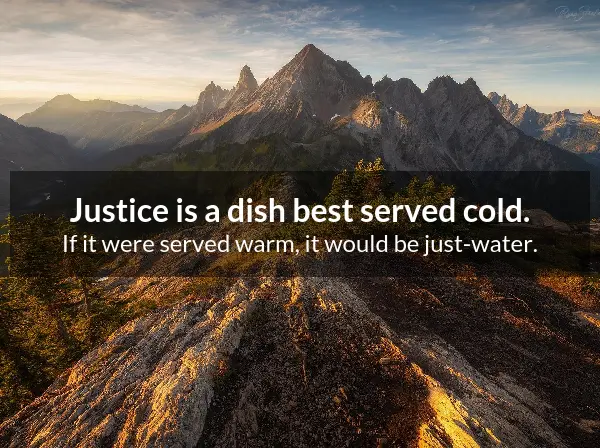 Justice is a dish best served cold.
If it were served warm, it would be just-water.